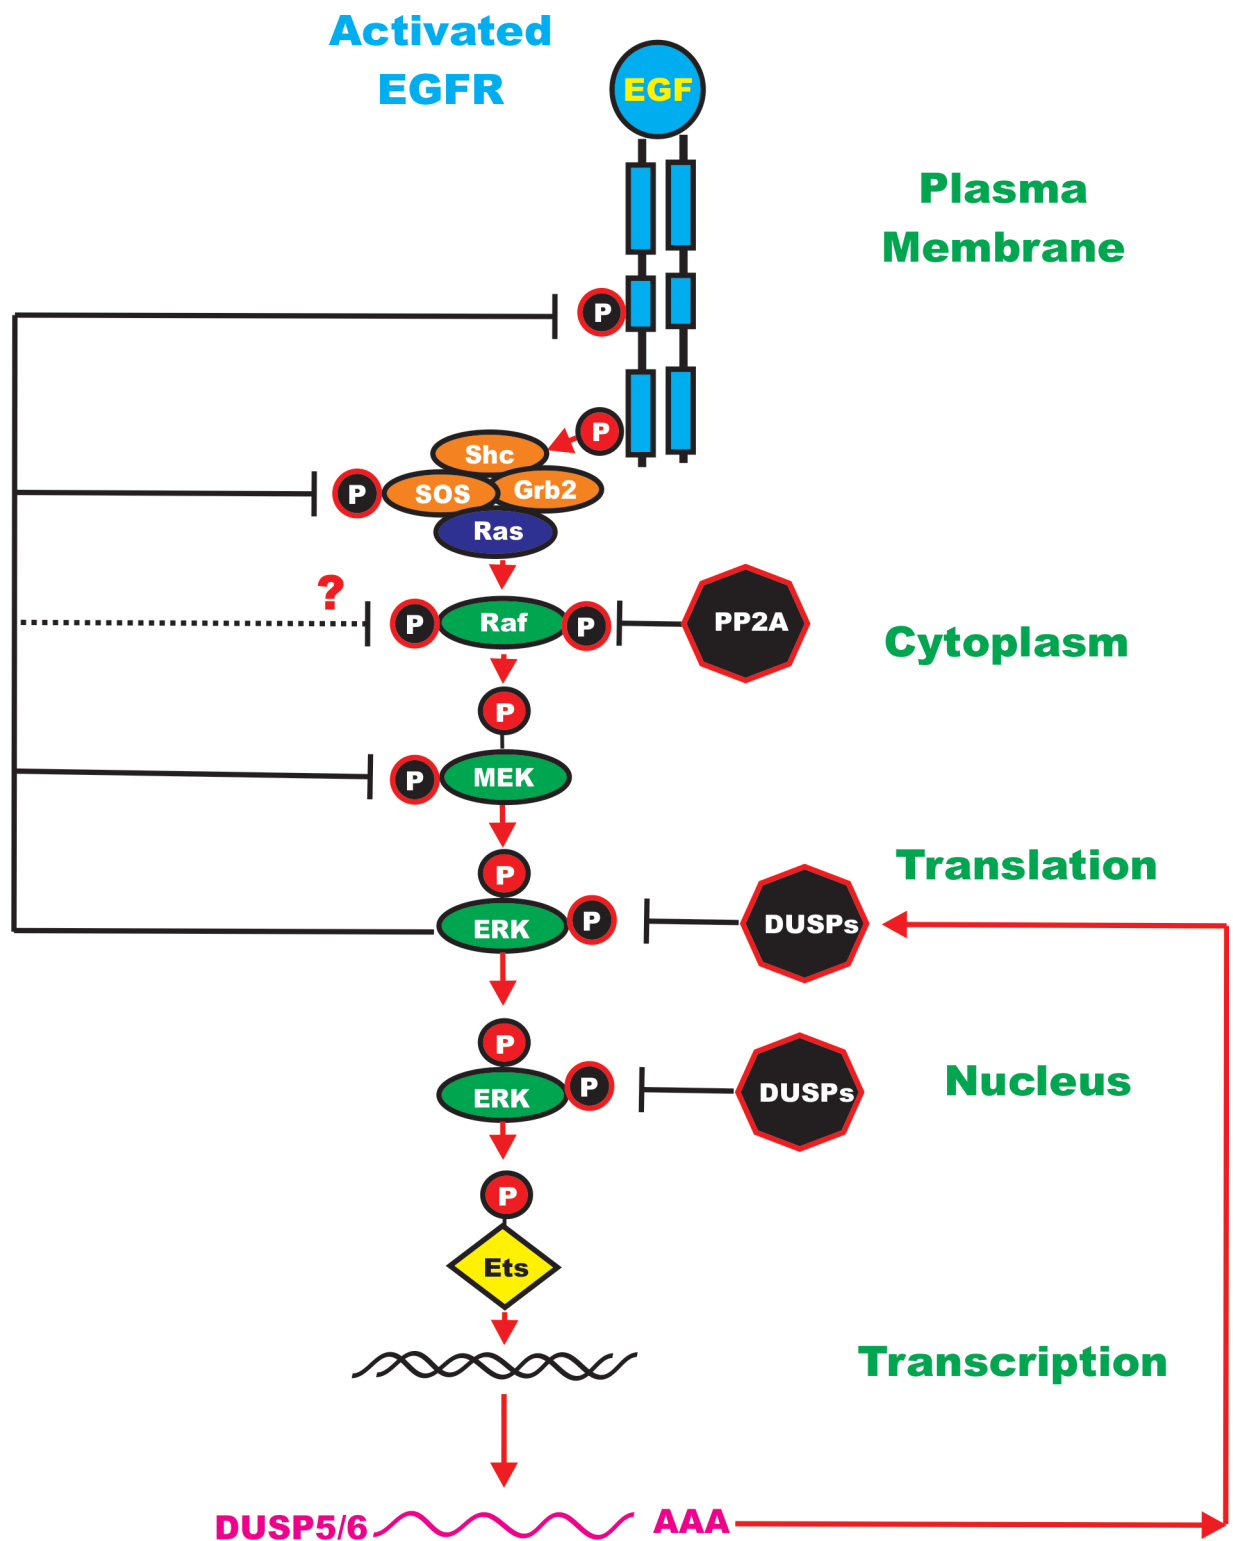 Activated
EGFR
EGF
Plasma
Membrane
P
P
Shc
P
SOS
Grb2
Ras
?
P
Raf
P
PP2A
Cytoplasm
P
P
MEK
Translation
P
ERK
P
DUSPs
P
ERK
P
DUSPs
Nucleus
P
Ets
Transcription
DUSP5/6
AAA